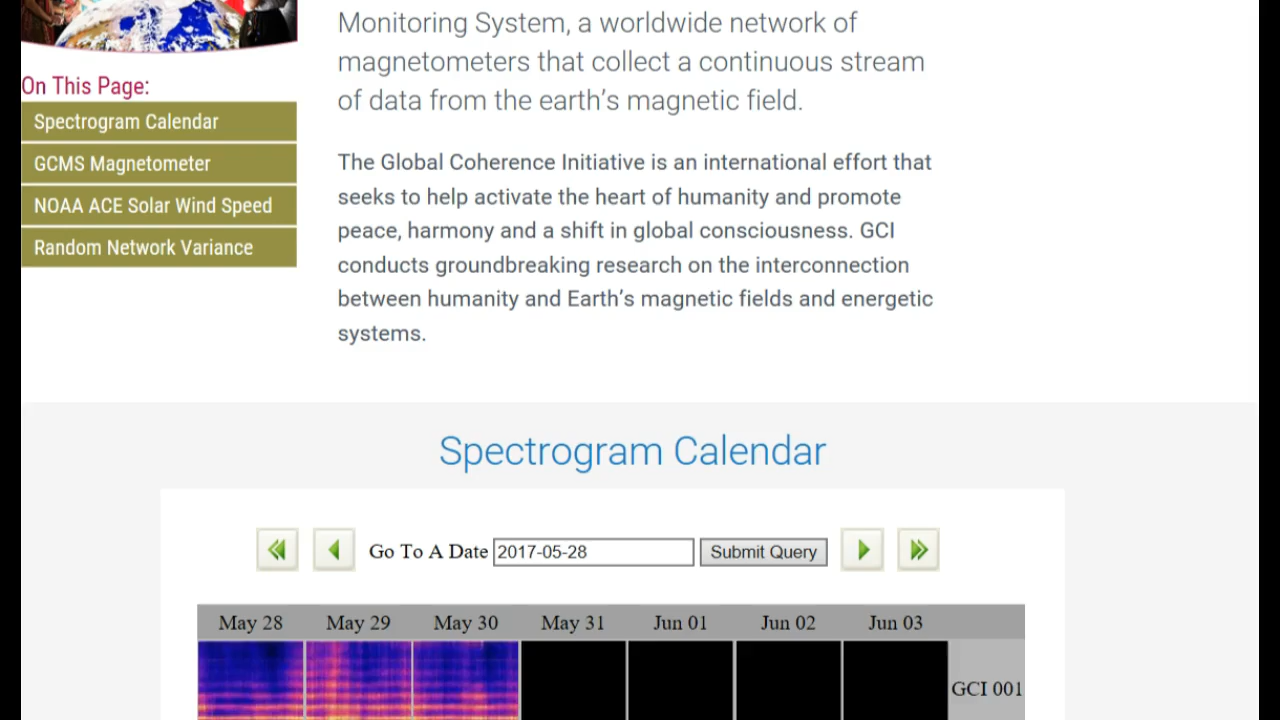 Monitoring System, a worldwide network of
magnetometers that collect a continuous stream
of data from the earth’s magnetic field.
On This Page:
Spectrogram Calendar
GCMS Magnetometer
NOAA ACE Solar Wind Speed
Random Network Variance
The Global Coherence Initiative is an international effort that
seeks to help activate the heart of humanity and promote
peace, harmony and a shift in global consciousness. GCI
conducts groundbreaking research on the interconnection
between humanity and Earth’s magnetic fields and energetic
systems.
Spectrogram Calendar
Go To A Date 2017-05-28 Submit Query
May 28 May 29 May 30 May 31 Jun 01 Jun 02 Jun 03
GCI 001